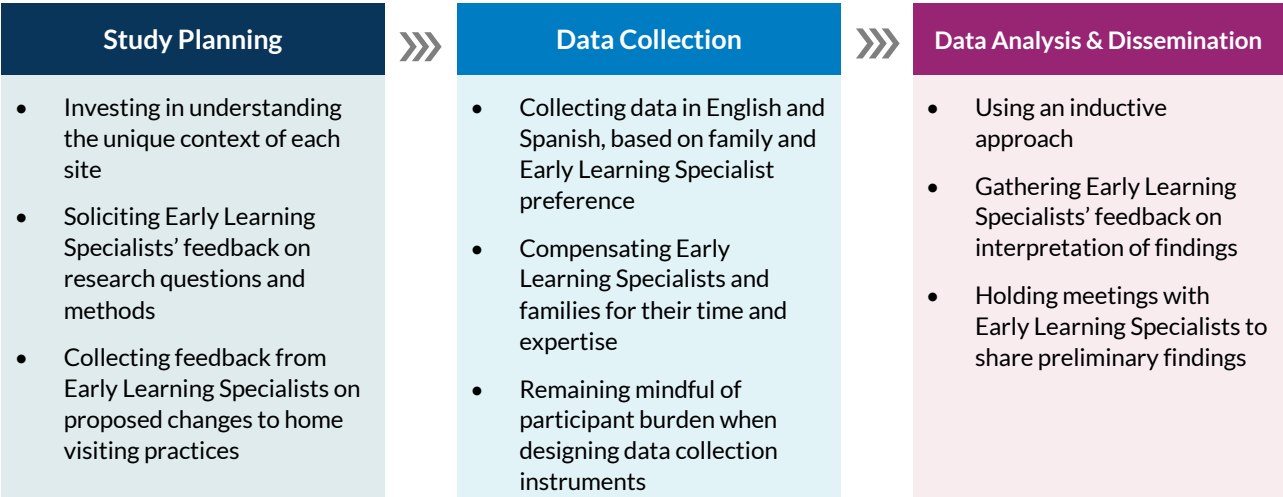 Study Planning
• Investing in understanding
the unique context of each
site
• Soliciting Early Learning
Specialists’ feedback on
research questions and
methods
• Collecting feedback from
Early Learning Specialists on
proposed changes to home
visiting practices
Data Collection
• Collecting data in English and
Spanish, based on family and
Early Learning Specialist
preference
• Compensating Early
Learning Specialists and
families for their time and
expertise
• Remaining mindful of
participant burden when
designing data collection
instruments
Data Analysis & Dissemination
• Using an inductive
approach
• Gathering Early Learning
Specialists’ feedback on
interpretation of findings
• Holding meetings with
Early Learning Specialists to
share preliminary findings